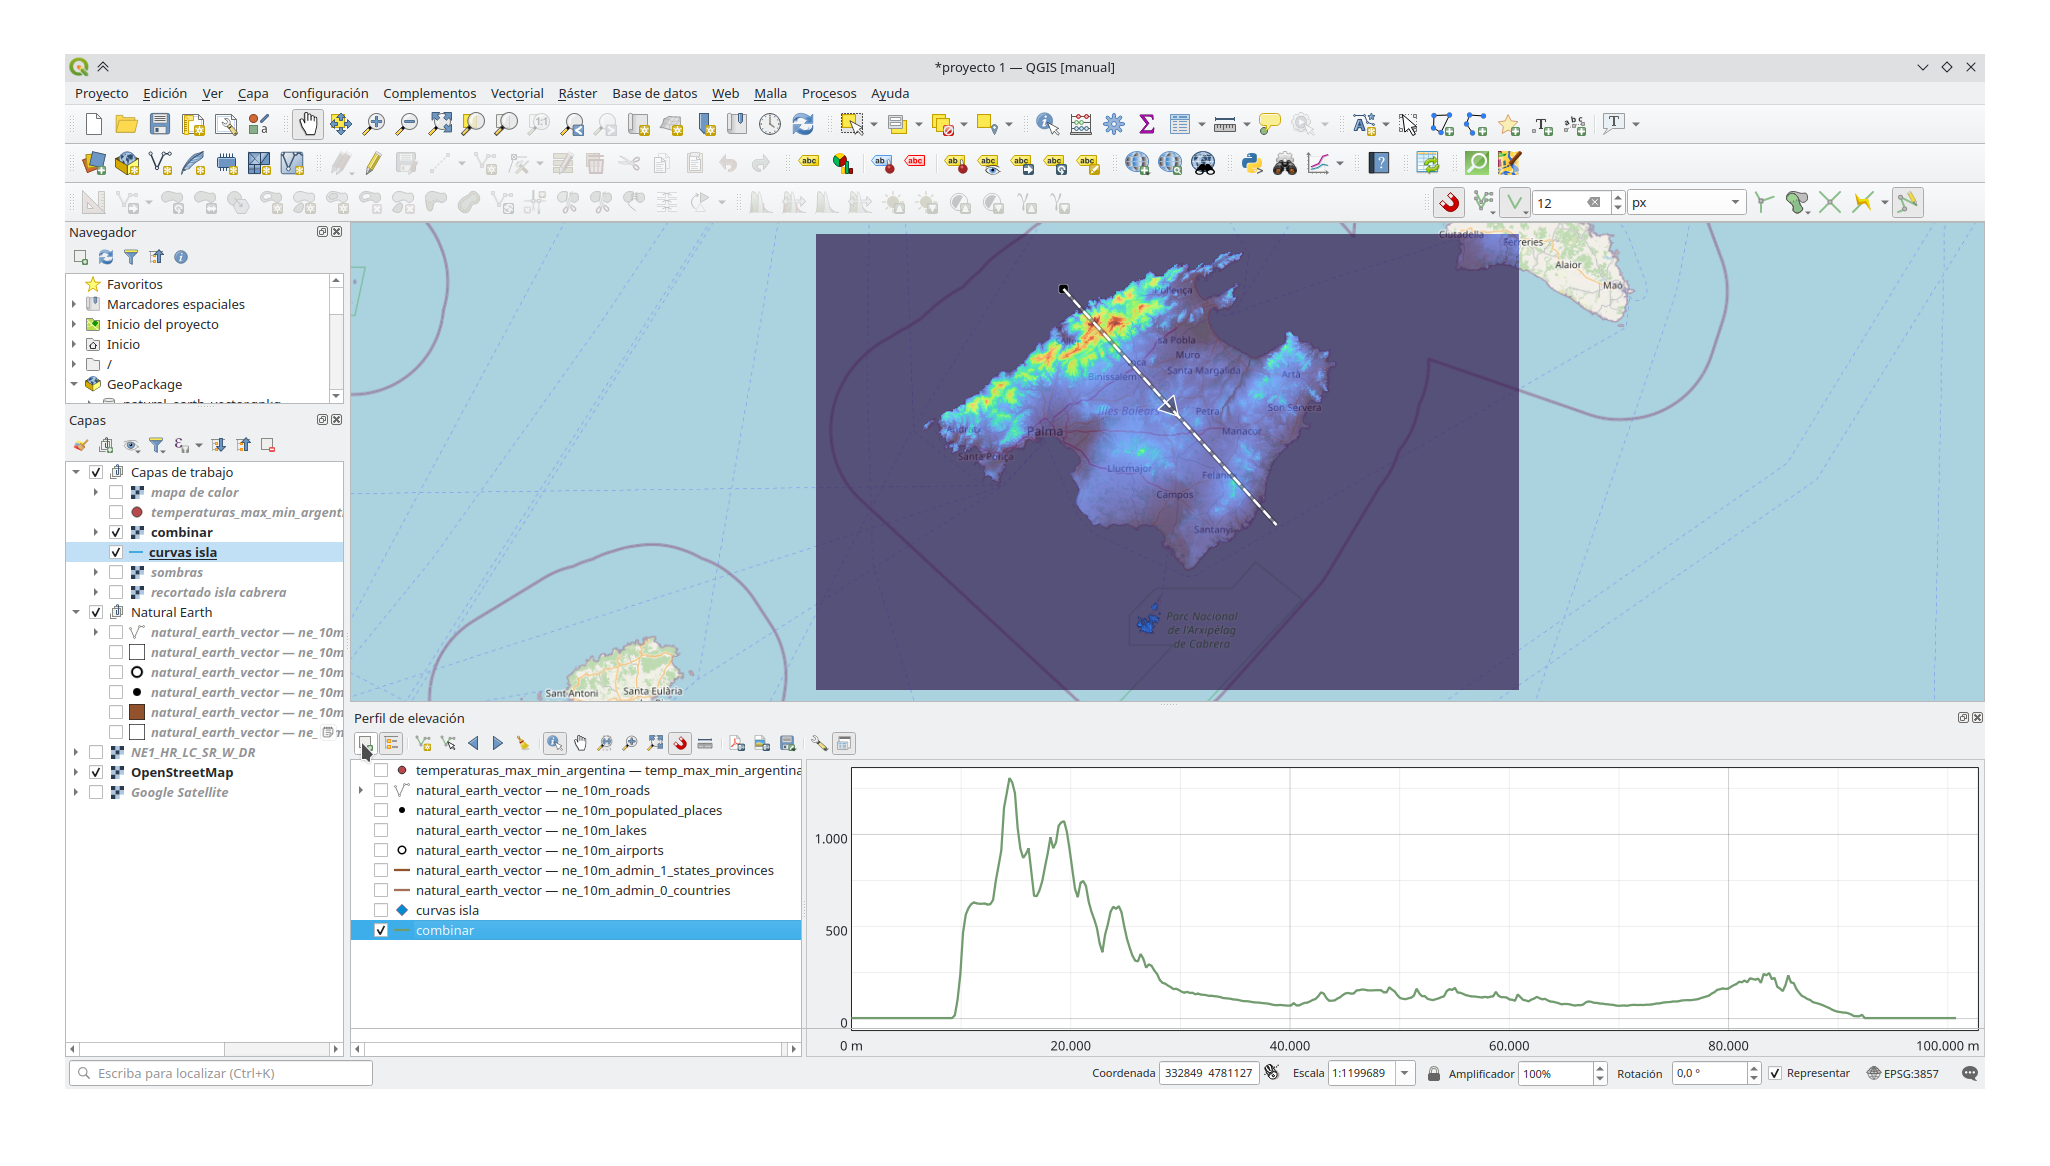 *proyecto 1 — QGIS [manual]
Proyecto Edición Ver Capa Configuración Complementos Vectorial Ráster Base de datos Web Malla Procesos Ayuda
12 px
Navegador
Favoritos
Marcadores espaciales
Inicio del proyecto
Inicio
/
GeoPackage
Capas
Capas de trabajo
mapa de calor
temperaturas_max_min_argent
combinar
curvas isla
sombras
recortado isla cabrera
Natural Earth
natural_earth_vector — ne_10m
natural_earth_vector — ne_10m
natural_earth_vector — ne_10m
natural_earth_vector — ne_10m
natural_earth_vector — ne_10m
natural_earth_vector — ne_
NE1_HR_LC_SR_W_DR
OpenStreetMap
Google Satellite
Ciutadella
Ferreries
Alaior
Maó
Pollença
sa Pobla
Muro
Santa Margalida
Binissalem
Artà
Illes Balears
Petra
Son Servera
Palma
Manacor
Santa Ponça
Llucmajor
Campos
Santanyí
Parc Nacional
de l'Arxipèlag
de Cabrera
Sant Antoni
Santa Eulària
Perfil de elevación
temperaturas_max_min_argentina — temp_max_min_argentina
natural_earth_vector — ne_10m_roads
natural_earth_vector — ne_10m_populated_places
natural_earth_vector — ne_10m_lakes
natural_earth_vector — ne_10m_airports
natural_earth_vector — ne_10m_admin_1_states_provinces
natural_earth_vector — ne_10m_admin_0_countries
curvas isla
combinar
1.000
500
0
0 m 20.000 40.000 60.000 80.000 100.000 m
Escriba para localizar (Ctrl+K)
Coordenada 332849 4781127 Escala 1:1199689 Amplificador 100% Rotación 0,0 ° Representar EPSG:3857